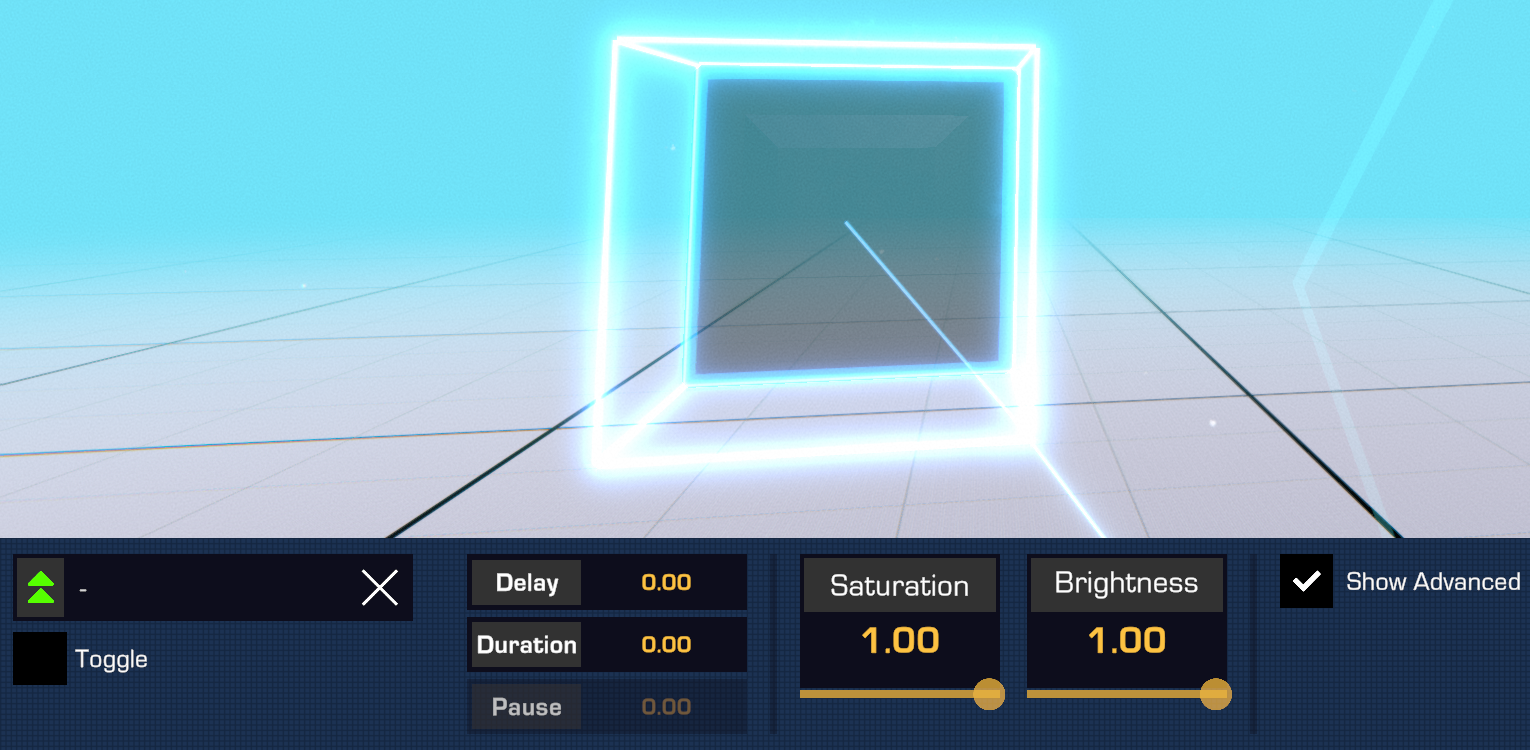 -
Toggle
Delay 0.00
Duration 0.00
Pause 0.00
Saturation
1.00
Brightness
1.00
Show Advanced